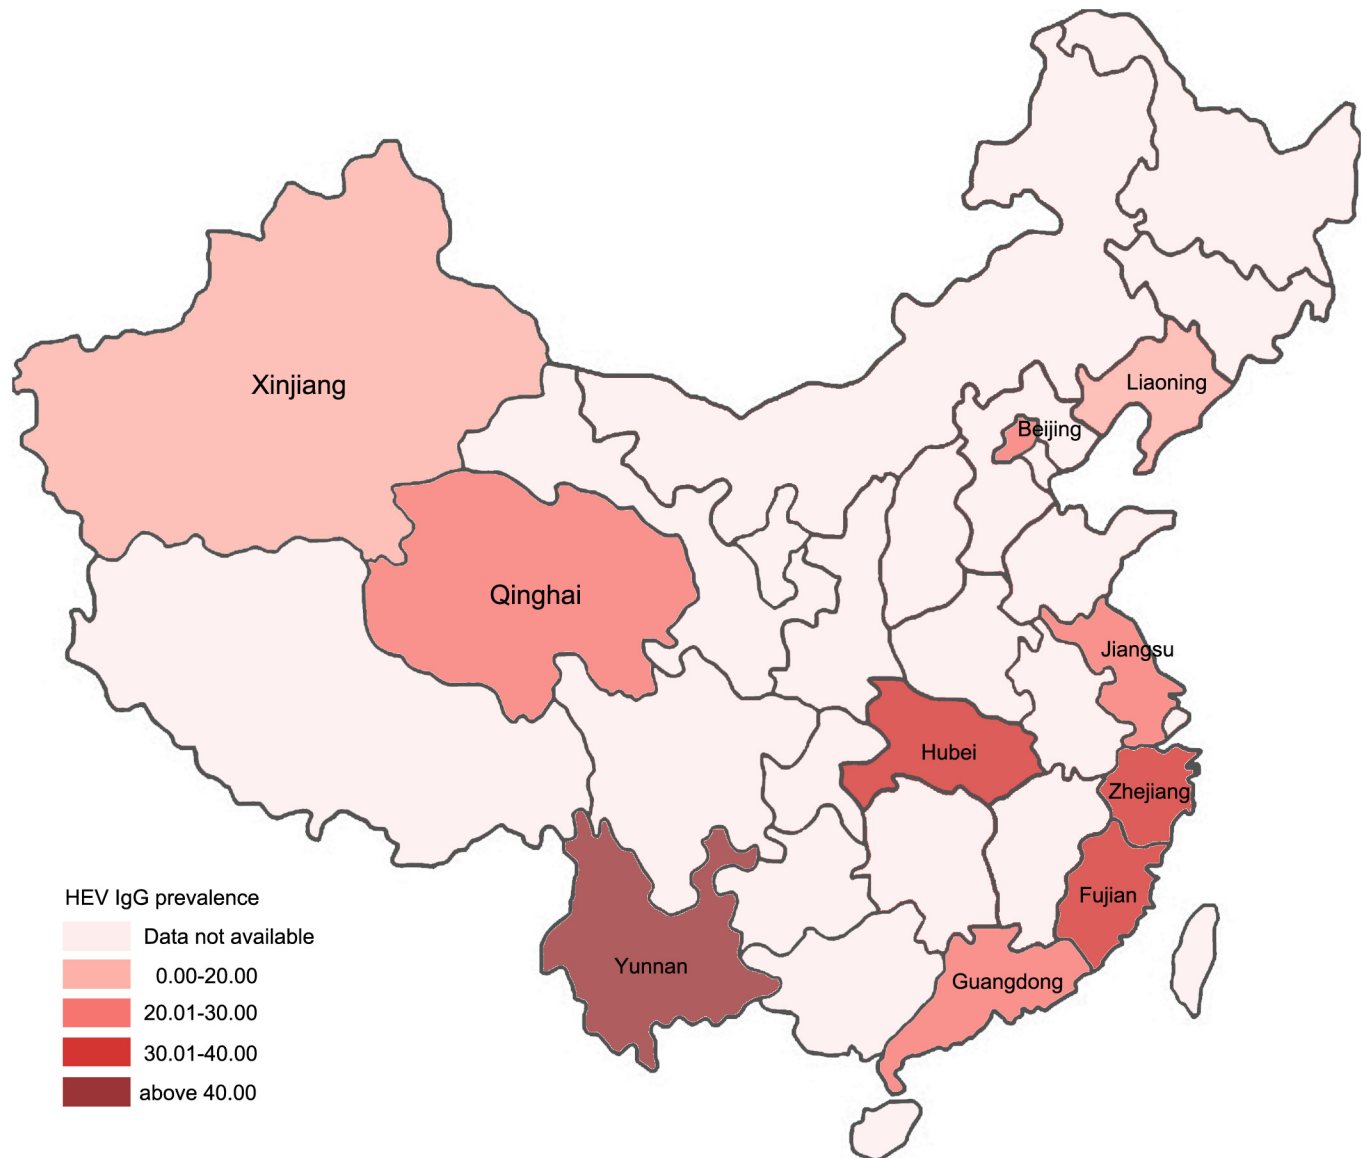 Xinjiang
Liaoning
Beijing
Qinghai
Jiangsu
Hubei
Zhejiang
Fujian
Yunnan
Guangdong
HEV IgG prevalence
Data not available
0.00-20.00
20.01-30.00
30.01-40.00
above 40.00